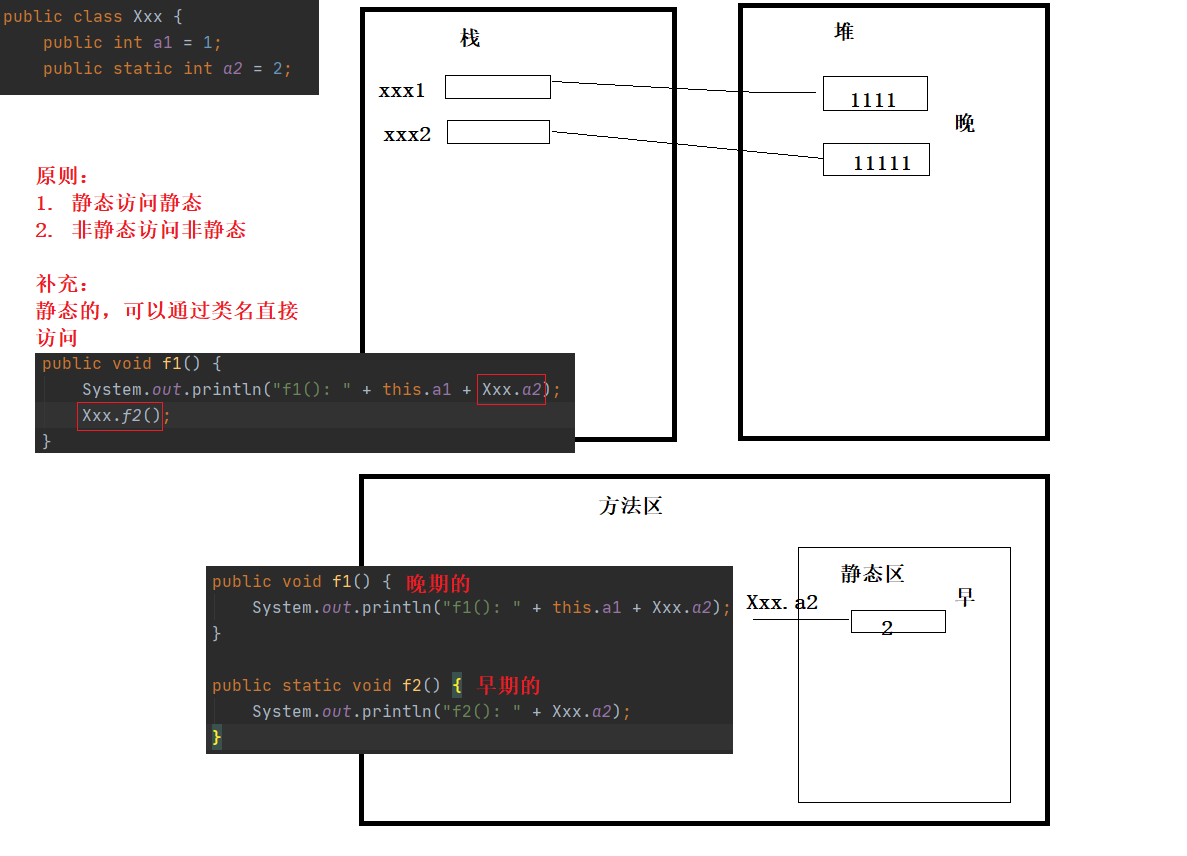 public class Xxx {
public int a1 = 1;
public static int a2 = 2;
原则：
1. 静态访问静态
2. 非静态访问非静态
补充：
静态的，可以通过类名直接
访问
public void f1() {
System.out.println("f1(): " + this.a1 + Xxx.a2);
Xxx.f2();
}
栈
xxx1
xxx2
堆
1111
晚
11111
方法区
public void f1() { 晚期的
System.out.println("f1(): " + this.a1 + Xxx.a2);
}
public static void f2() { 早期的
System.out.println("f2(): " + Xxx.a2);
}
静态区
Xxx.a2
早
2